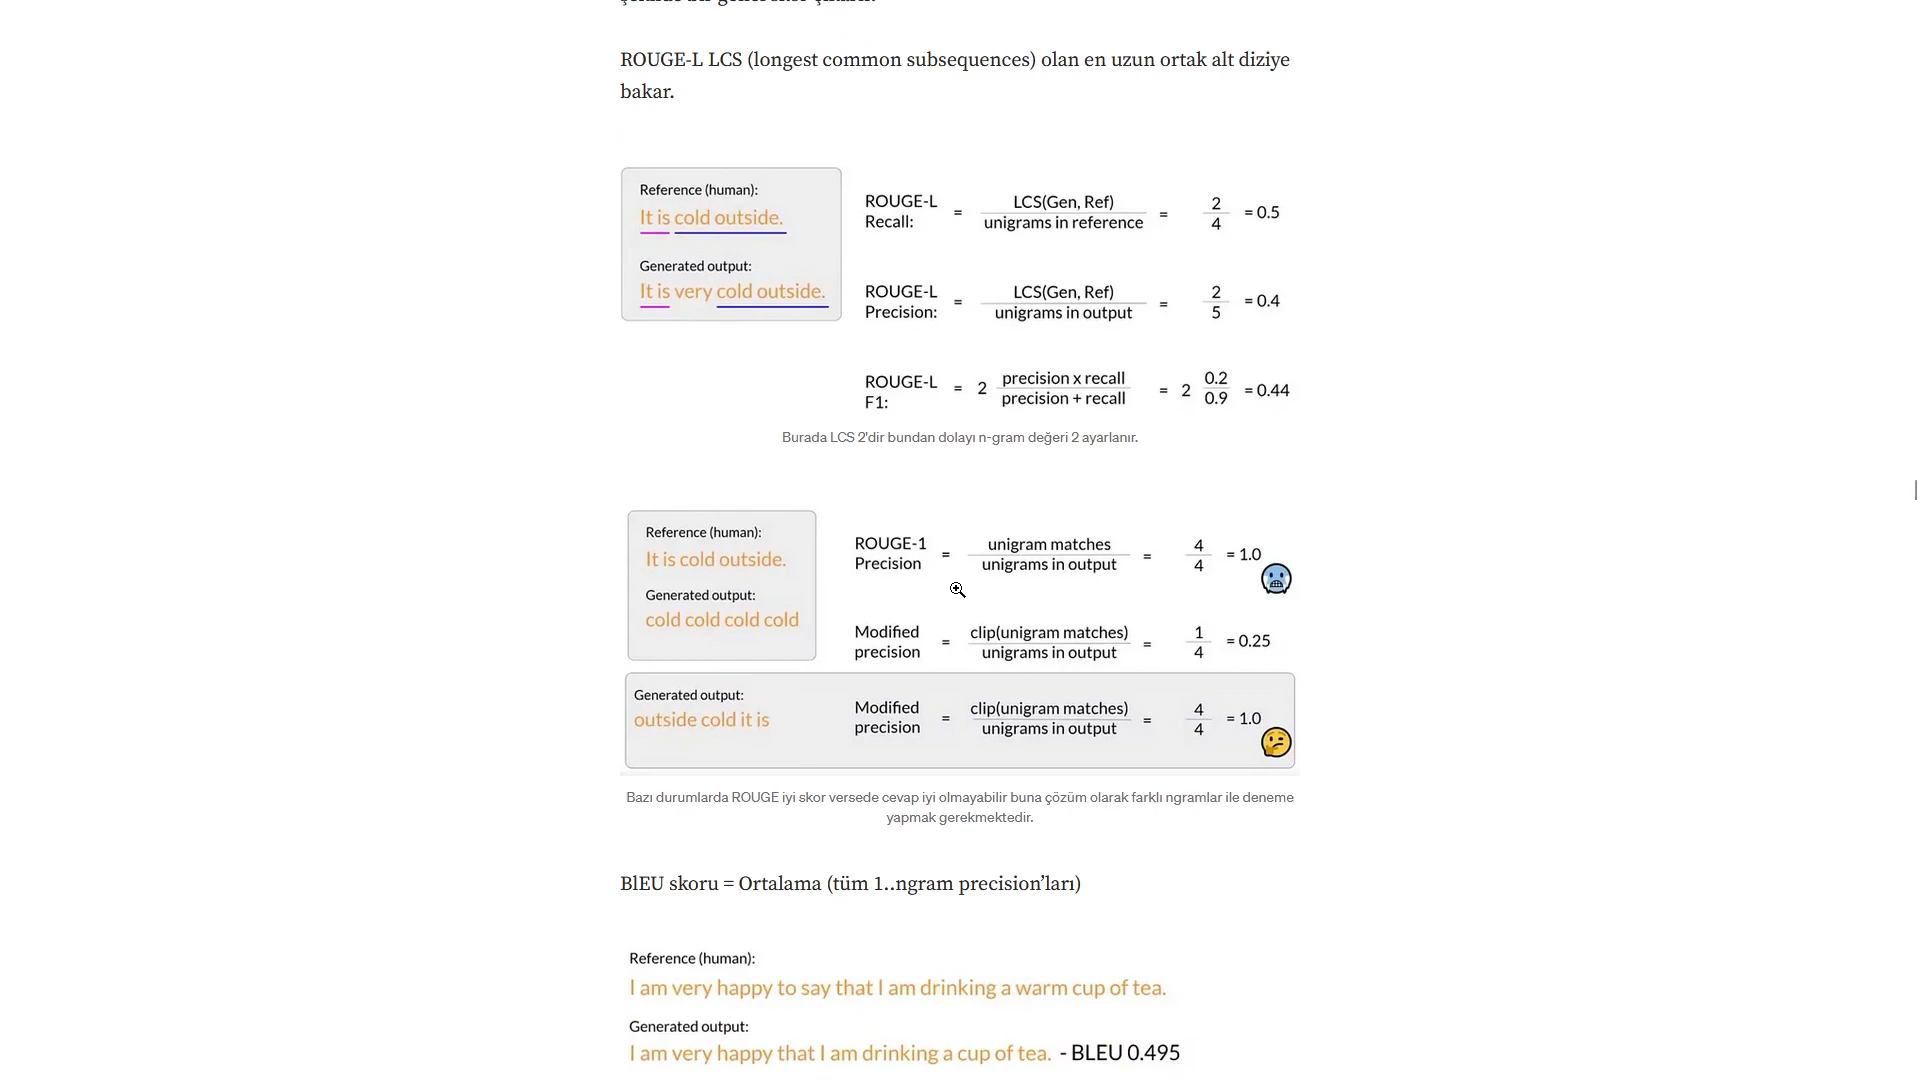 ROUGE-L LCS (longest common subsequences) olan en uzun ortak alt diziye
bakar.
Reference (human):
It is cold outside.
Generated output:
It is very cold outside.
ROUGE-L
Recall:
=
LCS(Gen, Ref)
unigrams in reference
=
2
4
= 0.5
ROUGE-L
Precision:
=
LCS(Gen, Ref)
unigrams in output
=
2
5
= 0.4
ROUGE-L
F1:
= 2
precision x recall
precision + recall
= 2
0.2
0.9
= 0.44
Burada LCS 2'dir bundan dolayı n-gram değeri 2 ayarlanır.
Reference (human):
It is cold outside.
Generated output:
cold cold cold cold
ROUGE-1
Precision
=
unigram matches
unigrams in output
=
4
4
= 1.0
Modified
precision
=
clip(unigram matches)
unigrams in output
=
1
4
= 0.25
Generated output:
outside cold it is
Modified
precision
=
clip(unigram matches)
unigrams in output
=
4
4
= 1.0
Bazı durumlarda ROUGE iyi skor versede cevap iyi olmayabilir buna çözüm olarak farklı ngramlar ile deneme
yapmak gerekmektedir.
BlEU skoru = Ortalama (tüm 1..ngram precision’ları)
Reference (human):
I am very happy to say that I am drinking a warm cup of tea.
Generated output:
I am very happy that I am drinking a cup of tea. - BLEU 0.495